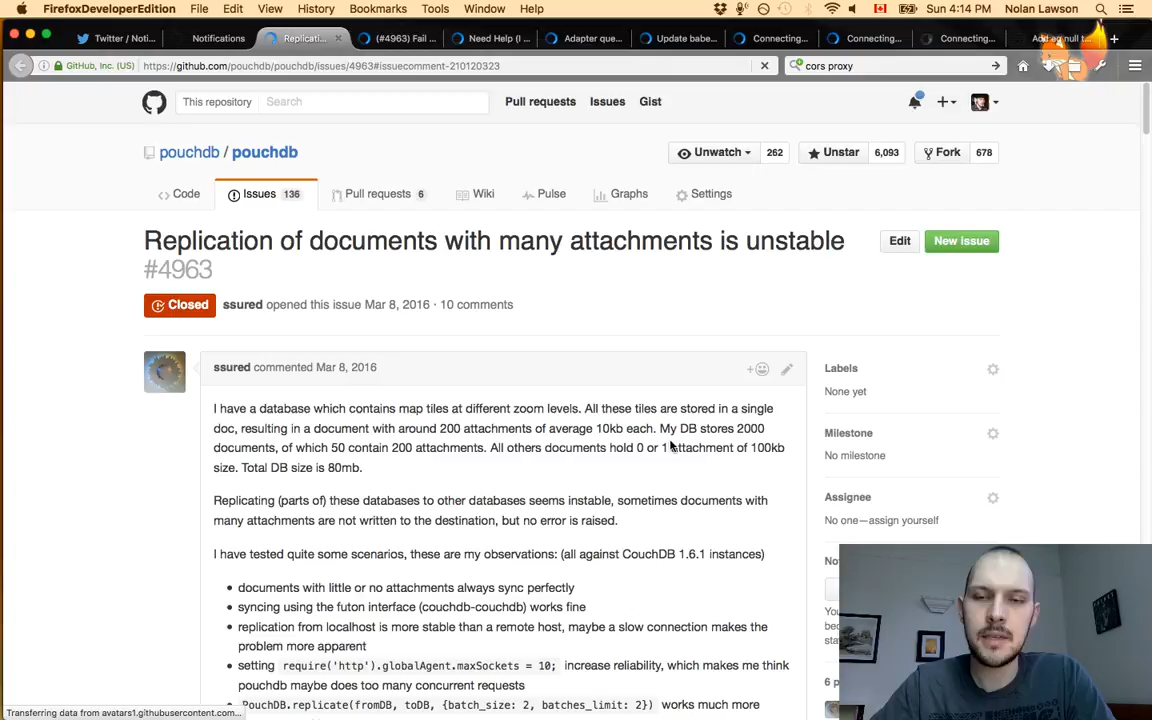 FirefoxDeveloperEdition File Edit View History Bookmarks Tools Window Help Sun 4:14 PM Nolan Lawson
Twitter / Noti... Notifications Replicati... (#4963) Fail ... Need Help (I ... Adapter que... Update babe... Connecting... Connecting... Connecting...
GitHub, Inc. (US) https://github.com/pouchdb/pouchdb/issues/4963#issuecomment-210120323 cors proxy
This repository Search Pull requests Issues Gist
pouchdb / pouchdb Unwatch 262 Unstar 6,093 Fork 678
Code Issues 136 Pull requests 6 Wiki Pulse Graphs Settings
Replication of documents with many attachments is unstable Edit New issue
#4963
Closed ssured opened this issue Mar 8, 2016 · 10 comments
ssured commented Mar 8, 2016
I have a database which contains map tiles at different zoom levels. All these tiles are stored in a single
doc, resulting in a document with around 200 attachments of average 10kb each. My DB stores 2000
documents, of which 50 contain 200 attachments. All others documents hold 0 or 1 attachment of 100kb
size. Total DB size is 80mb.
Replicating (parts of) these databases to other databases seems instable, sometimes documents with
many attachments are not written to the destination, but no error is raised.
I have tested quite some scenarios, these are my observations: (all against CouchDB 1.6.1 instances)
• documents with little or no attachments always sync perfectly
• syncing using the futon interface (couchdb-couchdb) works fine
• replication from localhost is more stable than a remote host, maybe a slow connection makes the
problem more apparent
• setting require('http').globalAgent.maxSockets = 10; increase reliability, which makes me think
pouchdb maybe does too many concurrent requests
• PouchDB.replicate(fromDB, toDB, {batch_size: 2, batches_limit: 2}) works much more
Labels
None yet
Milestone
No milestone
Assignee
No one—assign yourself
Transferring data from avatars1.githubusercontent.com...